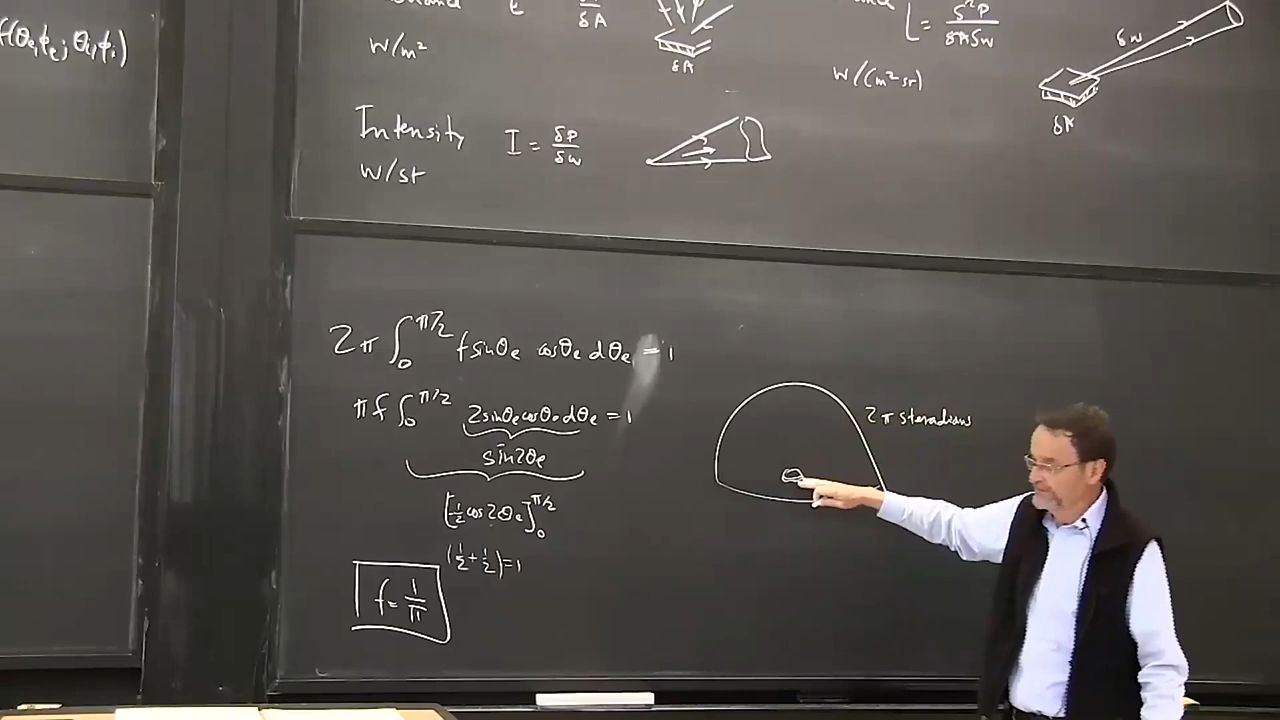 f(θe,ϕe; θi,ϕi)
E
δA
W/m²
δA
L = δ²P/δAδω
W/(m² sr)
δω
δA
Intensity I = δP/δω
W/sr
2π ∫₀^π/2 f sinθe cosθe dθe = 1
πf ∫₀^π/2 2sinθe cosθe dθe = 1
sin2θe
[-1/2 cos2θe]₀^π/2
(1/2 + 1/2) = 1
f = 1/π
2π steradians